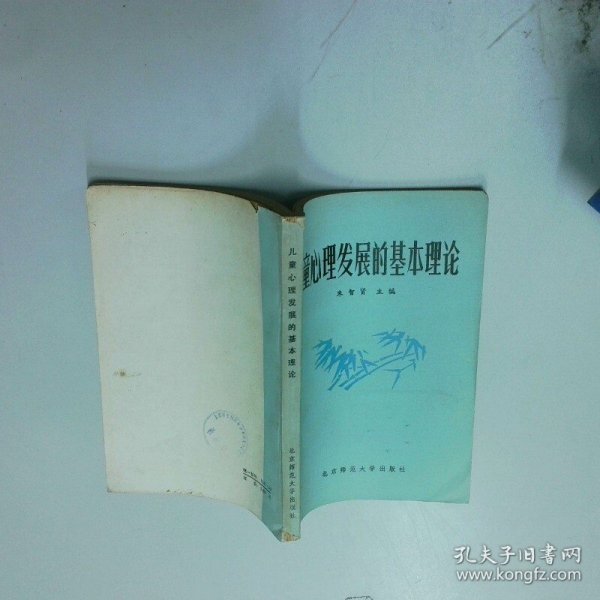 童心理发展的基本理论
朱智贤 主编
北京师范大学出版社
儿童心理发展的基本理论
北京师范大学出版社
孔夫子旧书网
www.kongfz.com